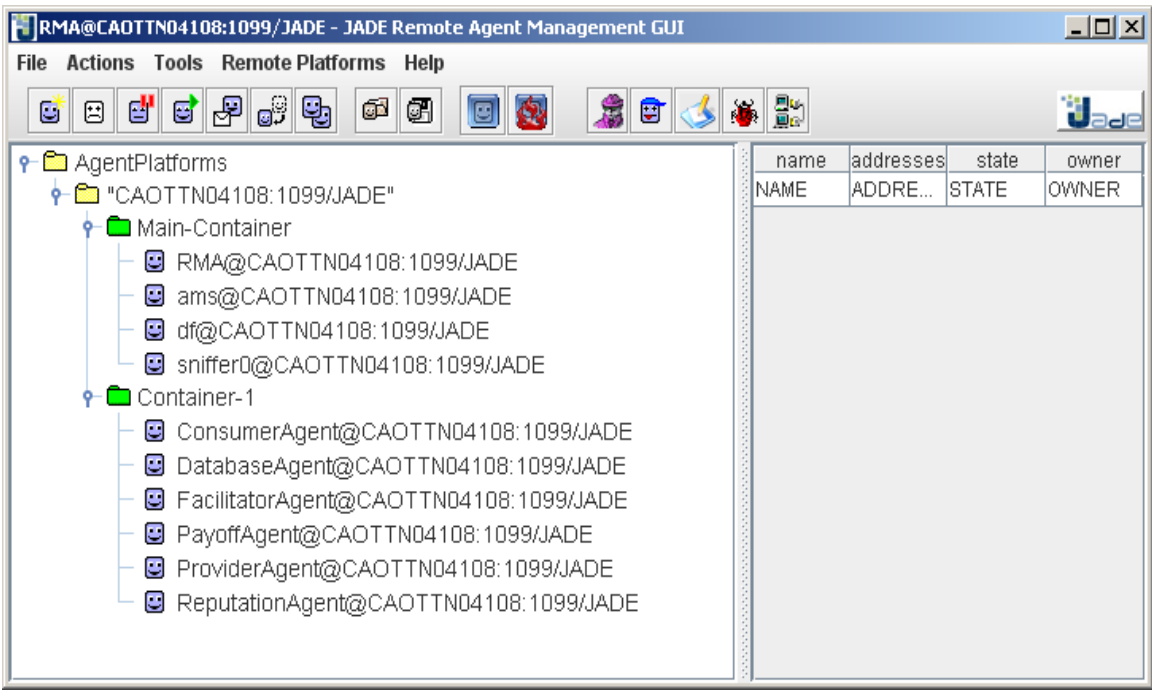 RMA@CAOTTN04108:1099/JADE - JADE Remote Agent Management GUI
File Actions Tools Remote Platforms Help
Jade
AgentPlatforms
"CAOTTN04108:1099/JADE"
Main-Container
RMA@CAOTTN04108:1099/JADE
ams@CAOTTN04108:1099/JADE
df@CAOTTN04108:1099/JADE
sniffer0@CAOTTN04108:1099/JADE
Container-1
ConsumerAgent@CAOTTN04108:1099/JADE
DatabaseAgent@CAOTTN04108:1099/JADE
FacilitatorAgent@CAOTTN04108:1099/JADE
PayoffAgent@CAOTTN04108:1099/JADE
ProviderAgent@CAOTTN04108:1099/JADE
ReputationAgent@CAOTTN04108:1099/JADE
name addresses state owner
NAME ADDRE... STATE OWNER